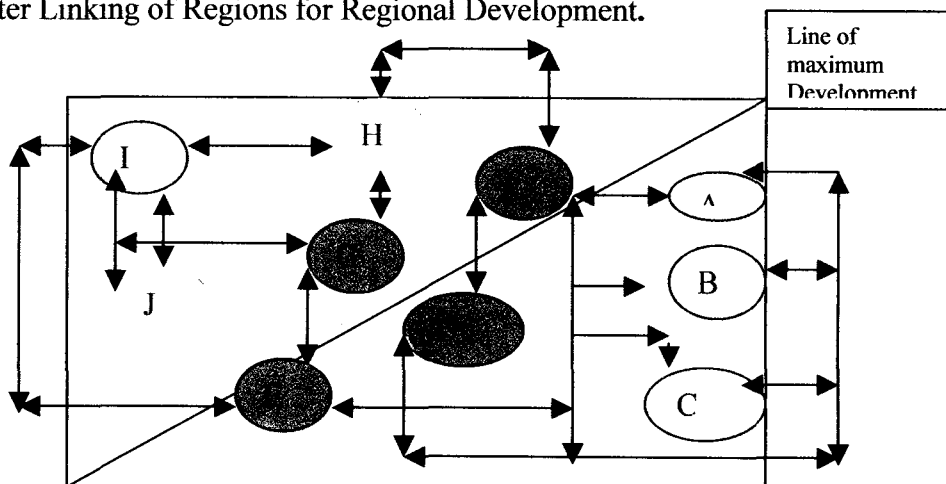 ter Linking of Regions for Regional Development.
Line of
maximum
Development
H
I
A
B
J
C